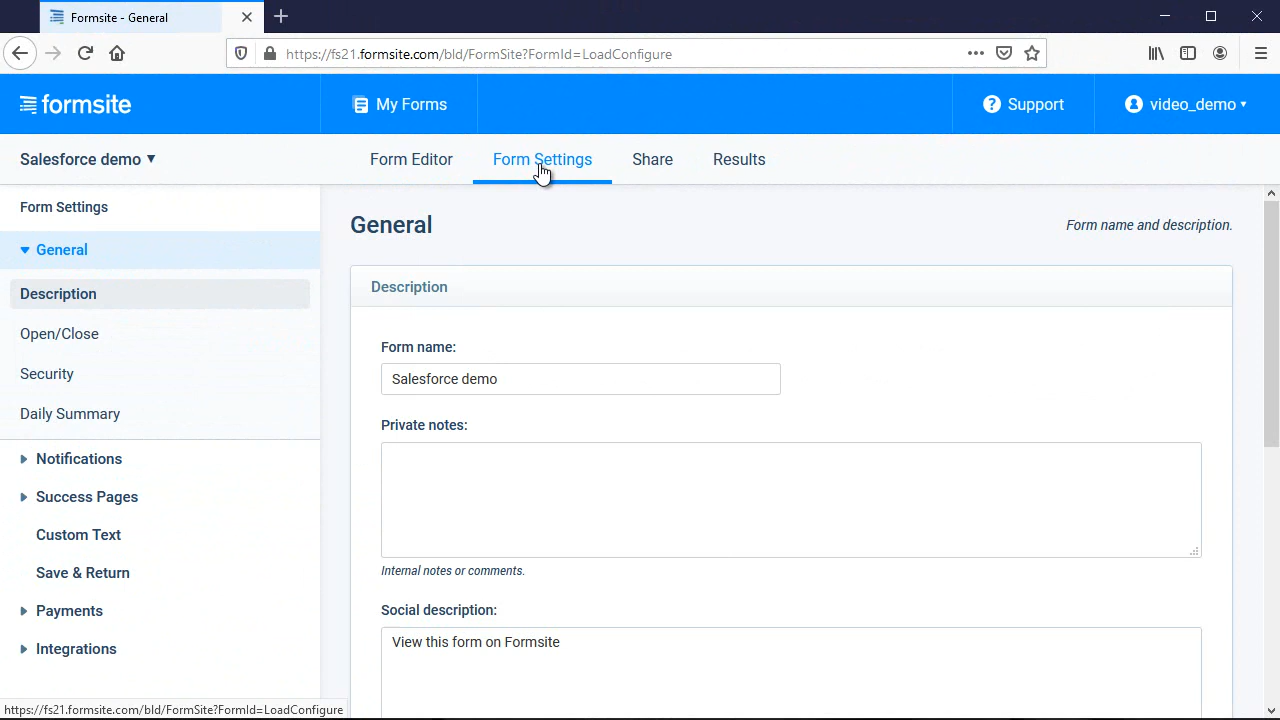 Formsite - General
https://fs21.formsite.com/bld/FormSite?FormId=LoadConfigure
formsite
My Forms
Support
video_demo
Salesforce demo
Form Editor
Form Settings
Share
Results
Form Settings
General
Description
Open/Close
Security
Daily Summary
Notifications
Success Pages
Custom Text
Save & Return
Payments
Integrations
General
Form name and description.
Description
Form name:
Salesforce demo
Private notes:
Internal notes or comments.
Social description:
View this form on Formsite
https://fs21.formsite.com/bld/FormSite?FormId=LoadConfigure